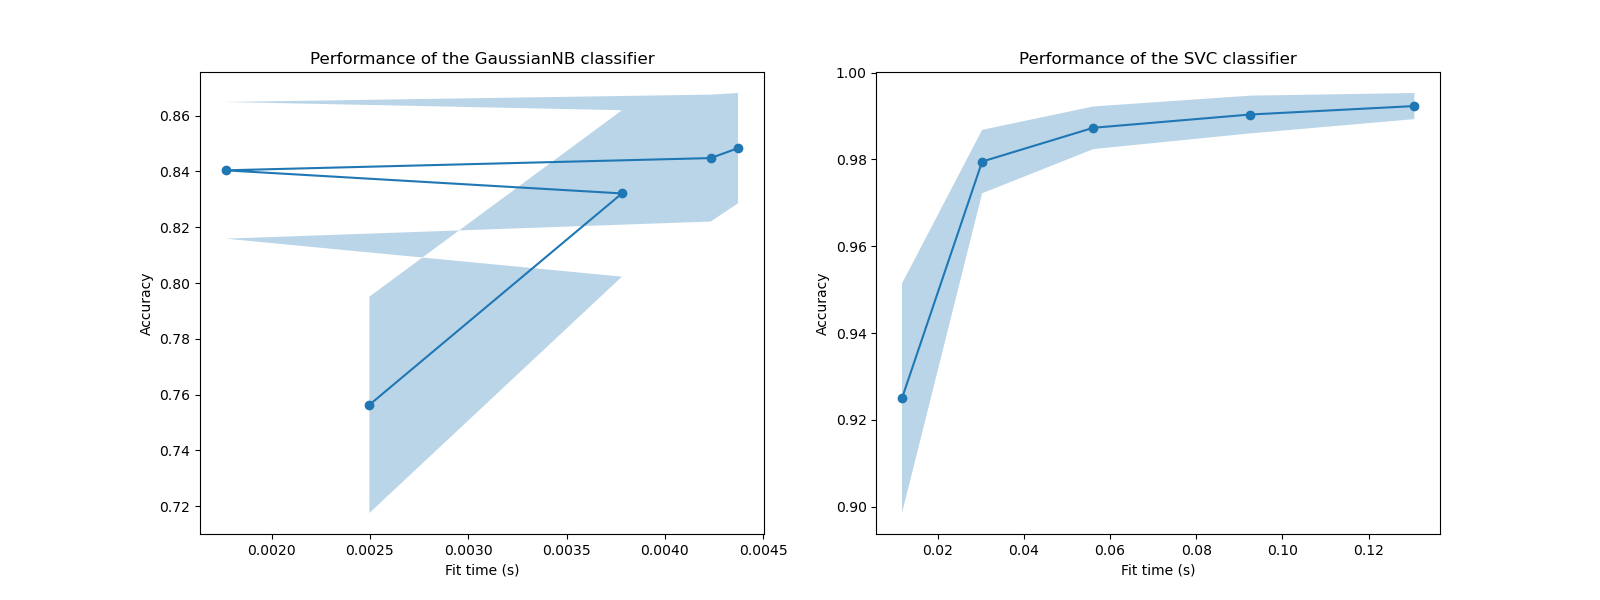 Performance of the GaussianNB classifier
Accuracy
0.86
0.84
0.82
0.80
0.78
0.76
0.74
0.72
0.0020 0.0025 0.0030 0.0035 0.0040 0.0045
Fit time (s)
Performance of the SVC classifier
Accuracy
1.00
0.98
0.96
0.94
0.92
0.90
0.02 0.04 0.06 0.08 0.10 0.12
Fit time (s)